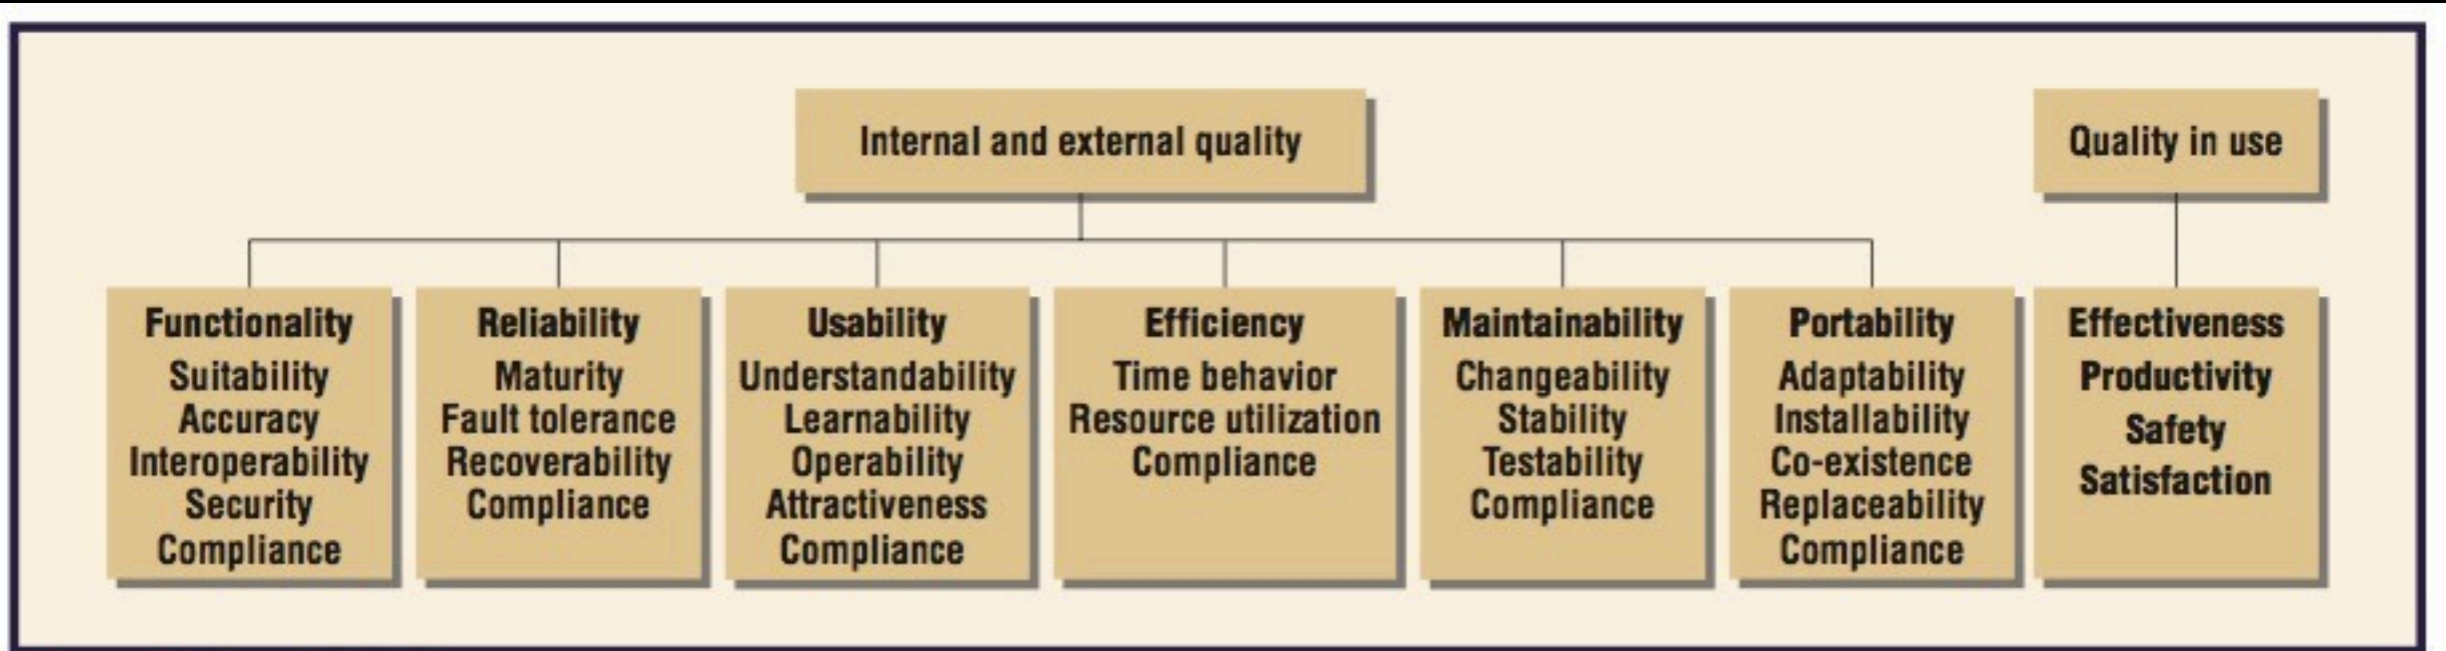 Internal and external quality
Quality in use
Functionality
Suitability
Accuracy
Interoperability
Security
Compliance
Reliability
Maturity
Fault tolerance
Recoverability
Compliance
Usability
Understandability
Learnability
Operability
Attractiveness
Compliance
Efficiency
Time behavior
Resource utilization
Compliance
Maintainability
Changeability
Stability
Testability
Compliance
Portability
Adaptability
Installability
Co-existence
Replaceability
Compliance
Effectiveness
Productivity
Safety
Satisfaction